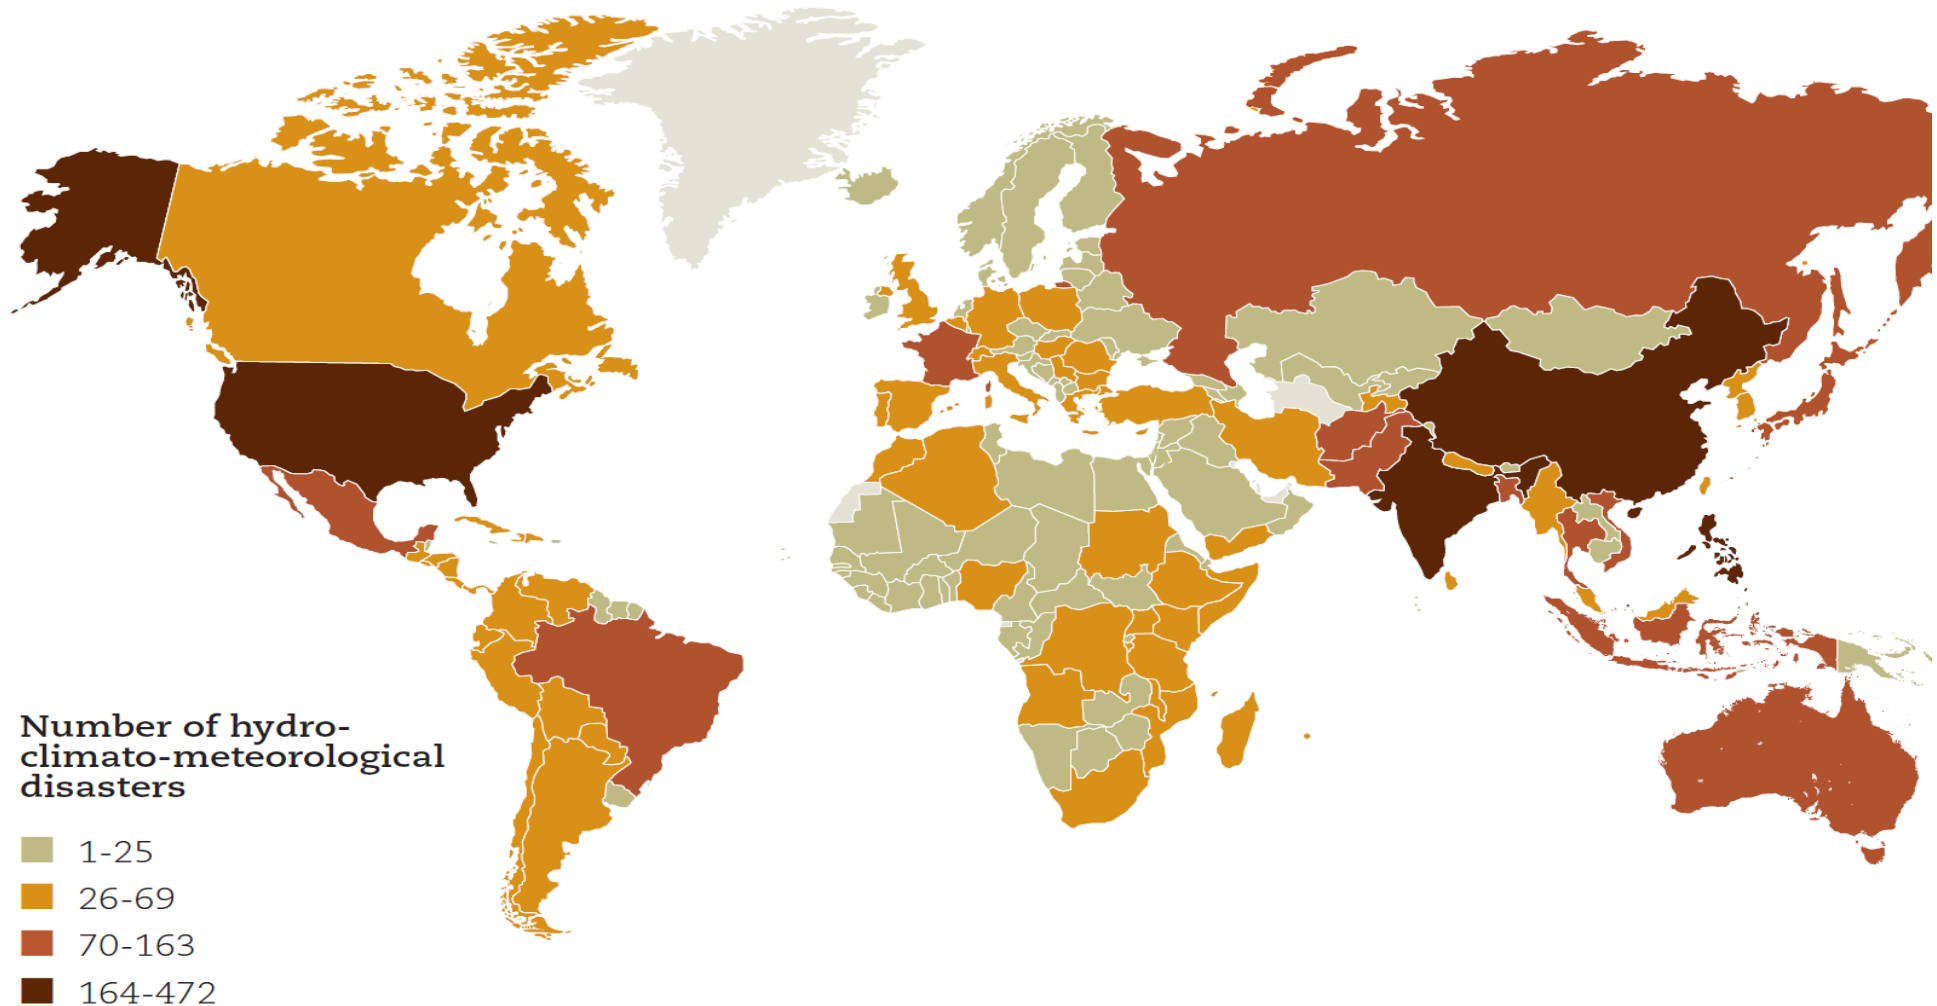 Number of hydro-
climato-meteorological
disasters
1-25
26-69
70-163
164-472